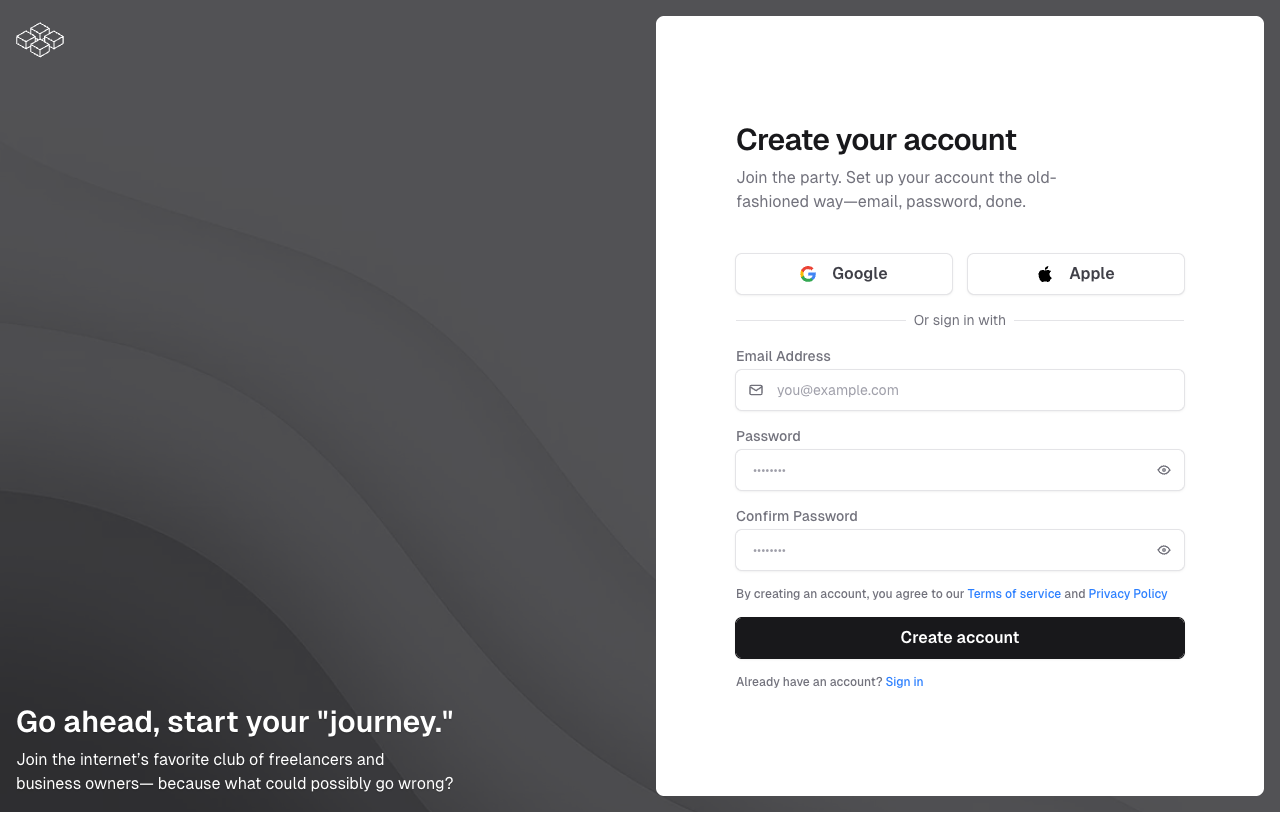 Go ahead, start your "journey."
Join the internet’s favorite club of freelancers and
business owners— because what could possibly go wrong?
Create your account
Join the party. Set up your account the old-
fashioned way—email, password, done.
Google
Apple
Or sign in with
Email Address
you@example.com
Password
••••••••
Confirm Password
••••••••
By creating an account, you agree to our Terms of service and Privacy Policy
Create account
Already have an account? Sign in